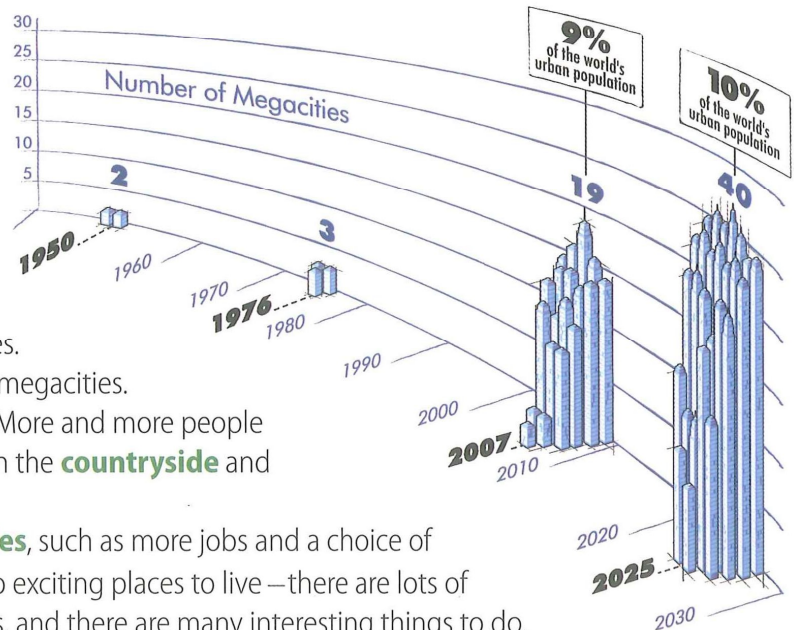 30
25
20
15
10
5
Number of Megacities
9%
of the world's
urban population
10%
of the world's
urban population
2
3
19
40
1950
1960
1970
1976
1980
1990
2000
2007
2010
2020
2025
2030
es.
megacities.
More and more people
the countryside and
es, such as more jobs and a choice of
exciting places to live – there are lots of
and there are many interesting things to do